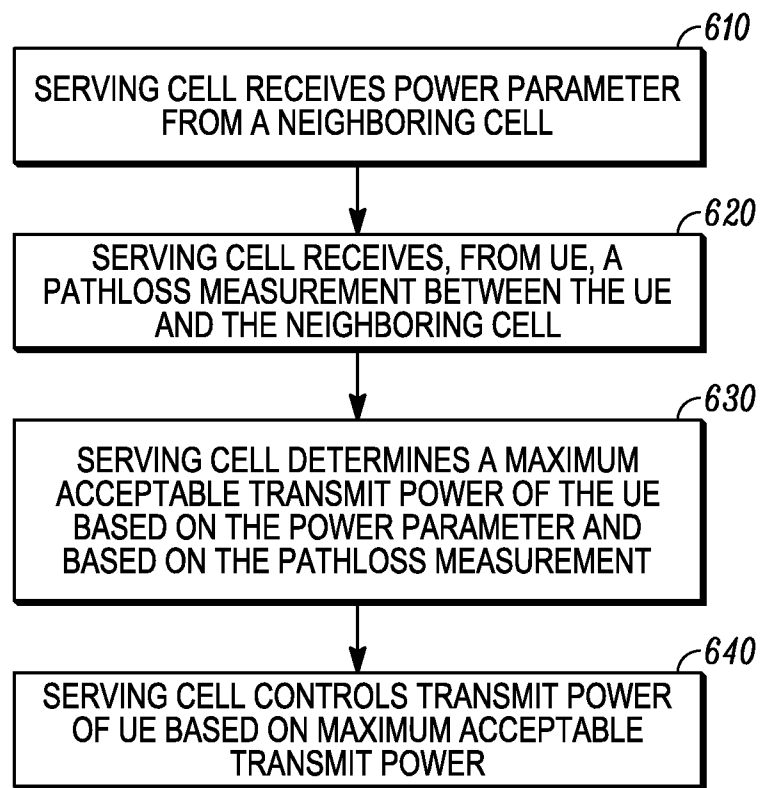 610
SERVING CELL RECEIVES POWER PARAMETER
FROM A NEIGHBORING CELL
620
SERVING CELL RECEIVES, FROM UE, A
PATHLOSS MEASUREMENT BETWEEN THE UE
AND THE NEIGHBORING CELL
630
SERVING CELL DETERMINES A MAXIMUM
ACCEPTABLE TRANSMIT POWER OF THE UE
BASED ON THE POWER PARAMETER AND
BASED ON THE PATHLOSS MEASUREMENT
640
SERVING CELL CONTROLS TRANSMIT POWER
OF UE BASED ON MAXIMUM ACCEPTABLE
TRANSMIT POWER